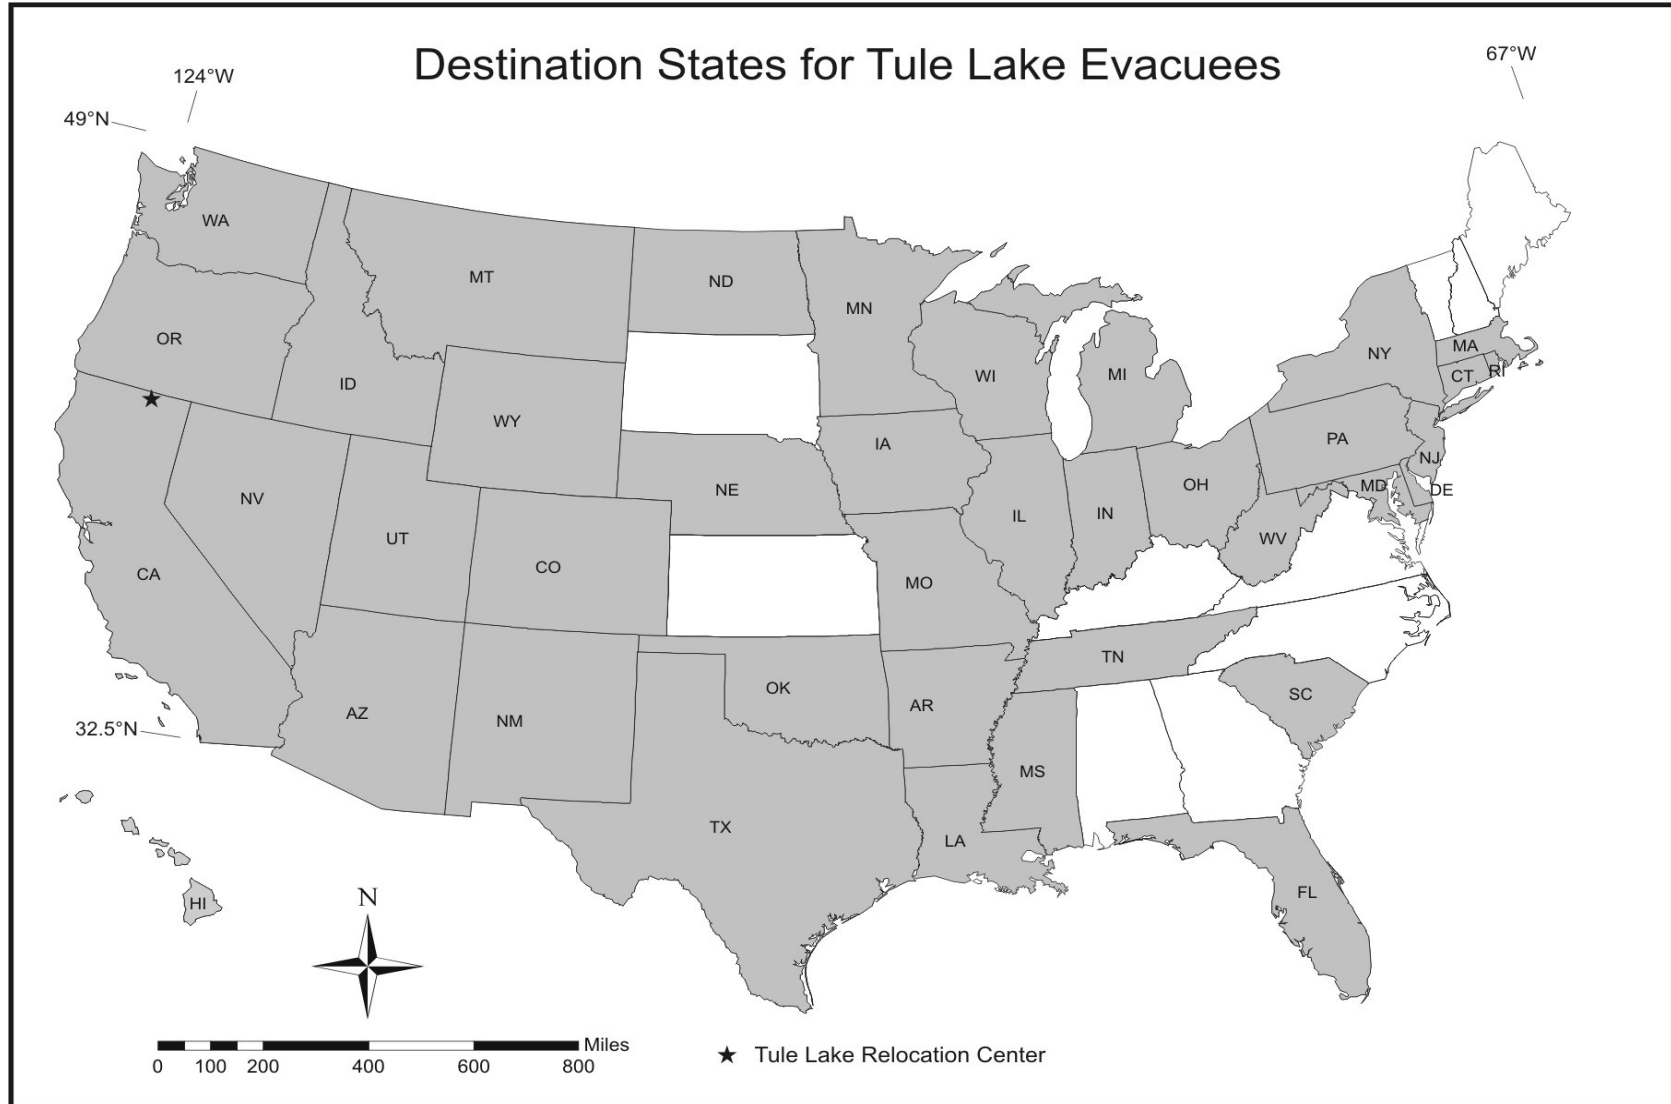 Destination States for Tule Lake Evacuees
124°W
67°W
49°N
WA
MT
ND
MN
OR
ID
WY
WI
MI
NY
MA
CT
RI
IA
PA
NJ
NV
NE
OH
MD
DE
UT
CO
IL
IN
WV
CA
MO
TN
AZ
NM
OK
AR
SC
32.5°N
MS
TX
LA
HI
FL
N
Miles
0 100 200 400 600 800
Tule Lake Relocation Center